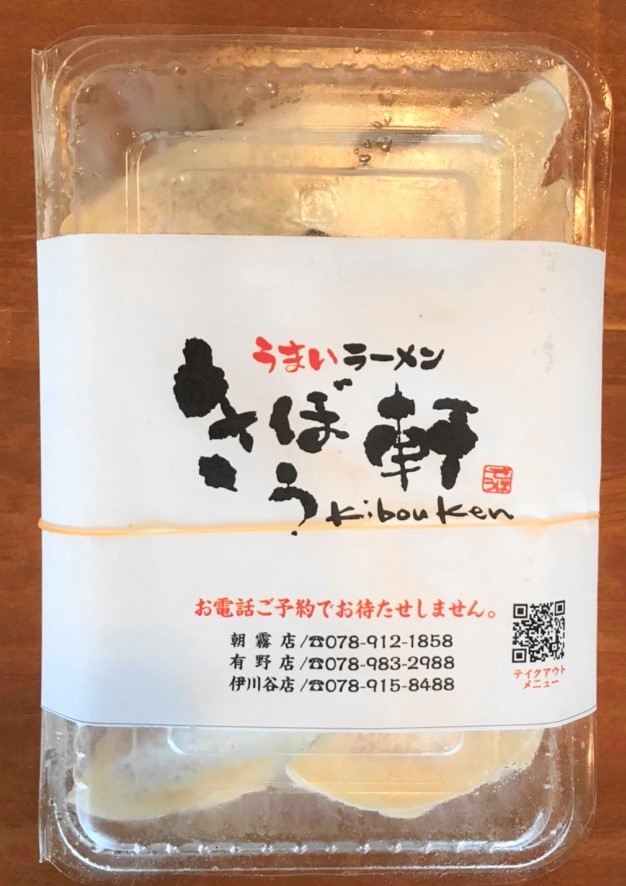 うまいラーメン
きぼう軒
Kibouken
お電話ご予約でお待たせしません。
朝霧店/☎078-912-1858
有野店/☎078-983-2988
伊川谷店/☎078-915-8488
テイクアウト
メニュー